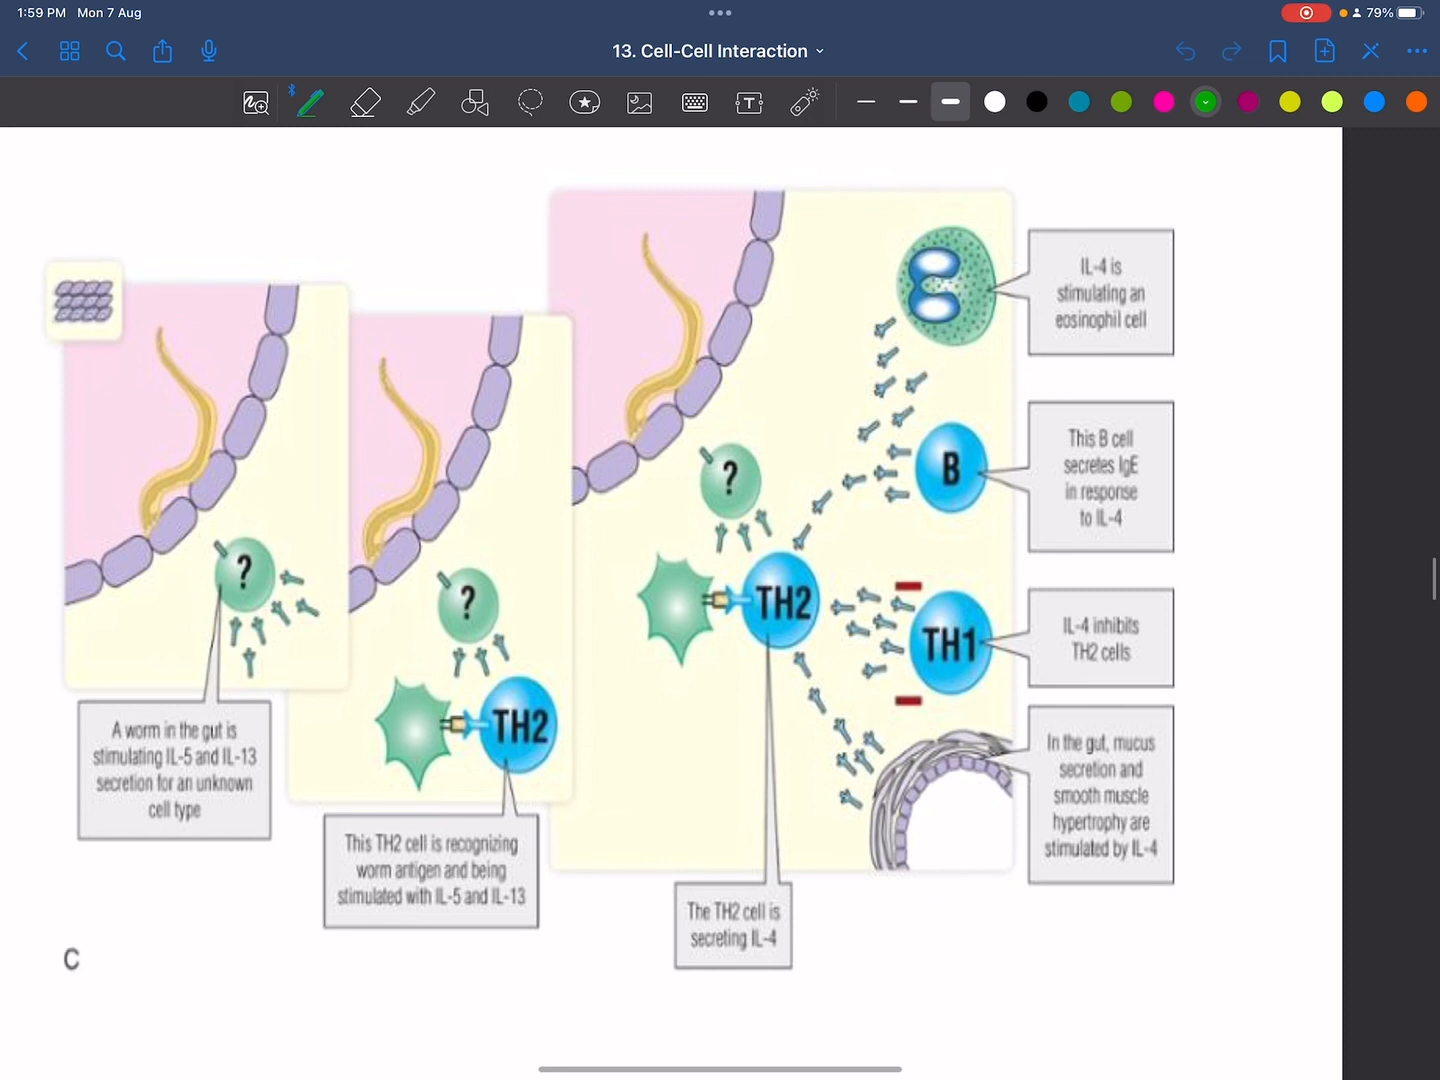 1:59 PM Mon 7 Aug
79%
13. Cell-Cell Interaction
T
?
A worm in the gut is
stimulating IL-5 and IL-13
secretion for an unknown
cell type
?
TH2
This TH2 cell is recognizing
worm antigen and being
stimulated with IL-5 and IL-13
?
TH2
The TH2 cell is
secreting IL-4
IL-4 is
stimulating an
eosinophil cell
B
This B cell
secretes IgE
in response
to IL-4
TH1
IL-4 inhibits
TH2 cells
In the gut, mucus
secretion and
smooth muscle
hypertrophy are
stimulated by IL-4
C